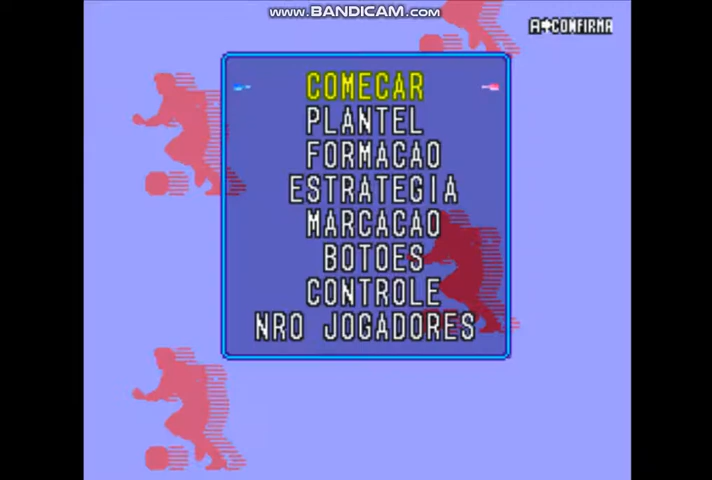 www.BANDICAM.com
A➔CONFIRMA
COMECAR
PLANTEL
FORMACAO
ESTRATEGIA
MARCACAO
BOTOES
CONTROLE
NRO JOGADORES